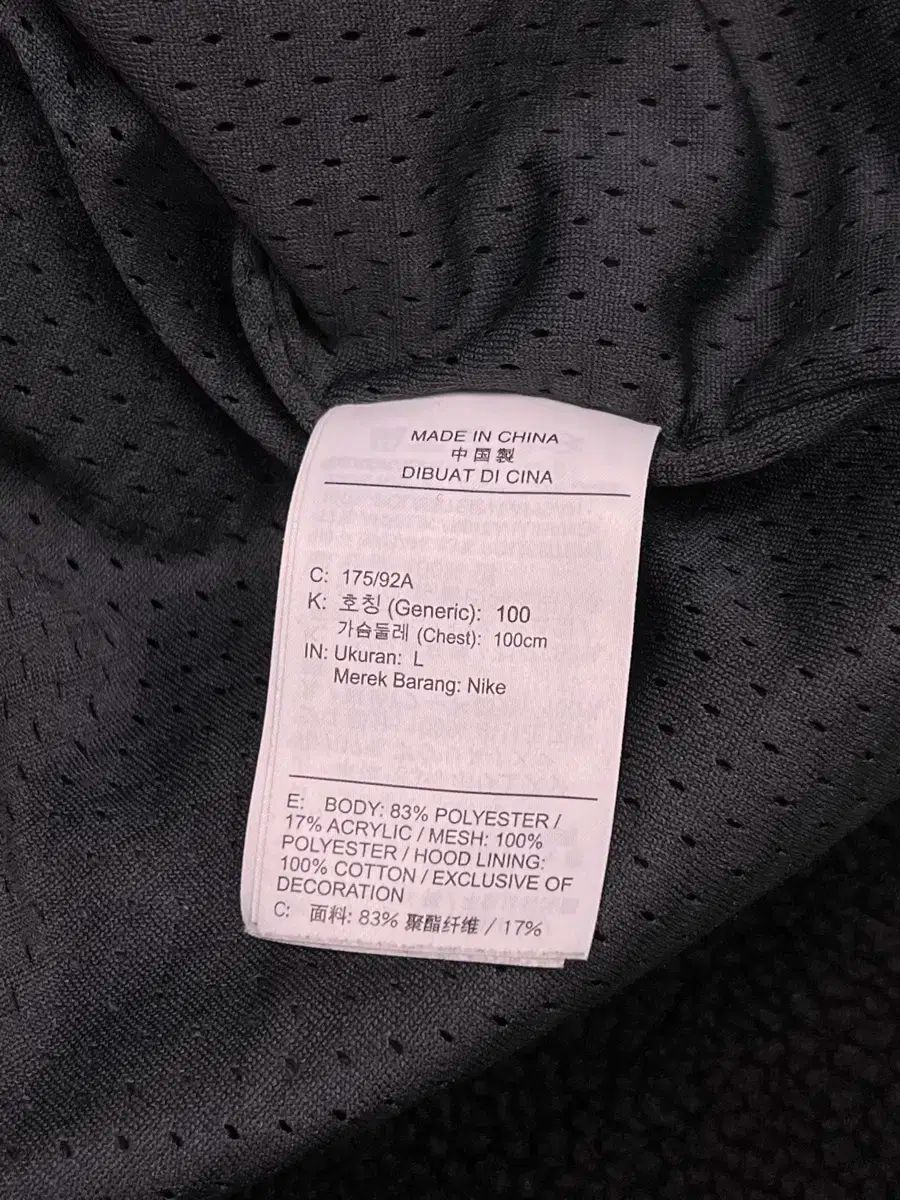 MADE IN CHINA
中国製
DIBUAT DI CINA
C: 175/92A
K: 호칭 (Generic): 100
가슴둘레 (Chest): 100cm
IN: Ukuran: L
Merek Barang: Nike
E: BODY: 83% POLYESTER /
17% ACRYLIC / MESH: 100%
POLYESTER / HOOD LINING:
100% COTTON / EXCLUSIVE OF
DECORATION
C: 面料: 83% 聚酯纤维 / 17%